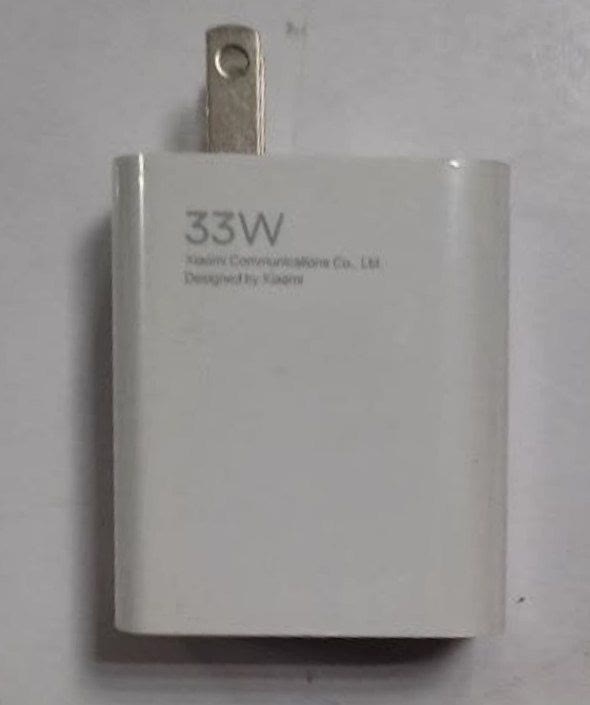 33W
Xiaomi Communications Co., Ltd.
Designed by Xiaomi